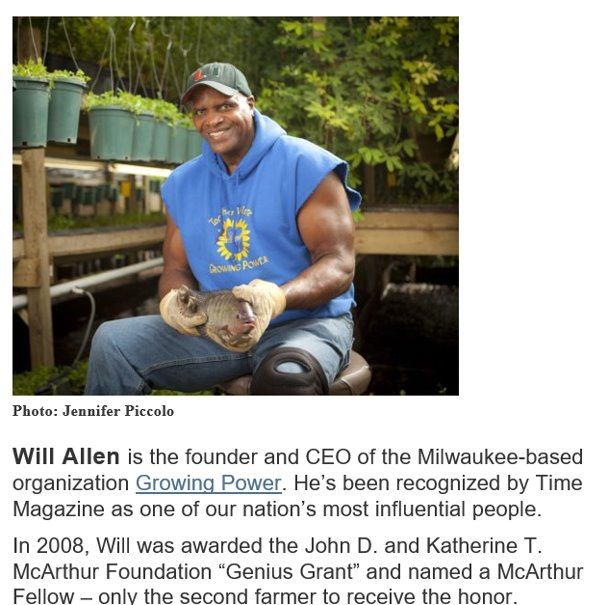 GROWING POWER
Photo: Jennifer Piccolo
Will Allen is the founder and CEO of the Milwaukee-based
organization Growing Power. He’s been recognized by Time
Magazine as one of our nation’s most influential people.
In 2008, Will was awarded the John D. and Katherine T.
McArthur Foundation “Genius Grant” and named a McArthur
Fellow – only the second farmer to receive the honor.